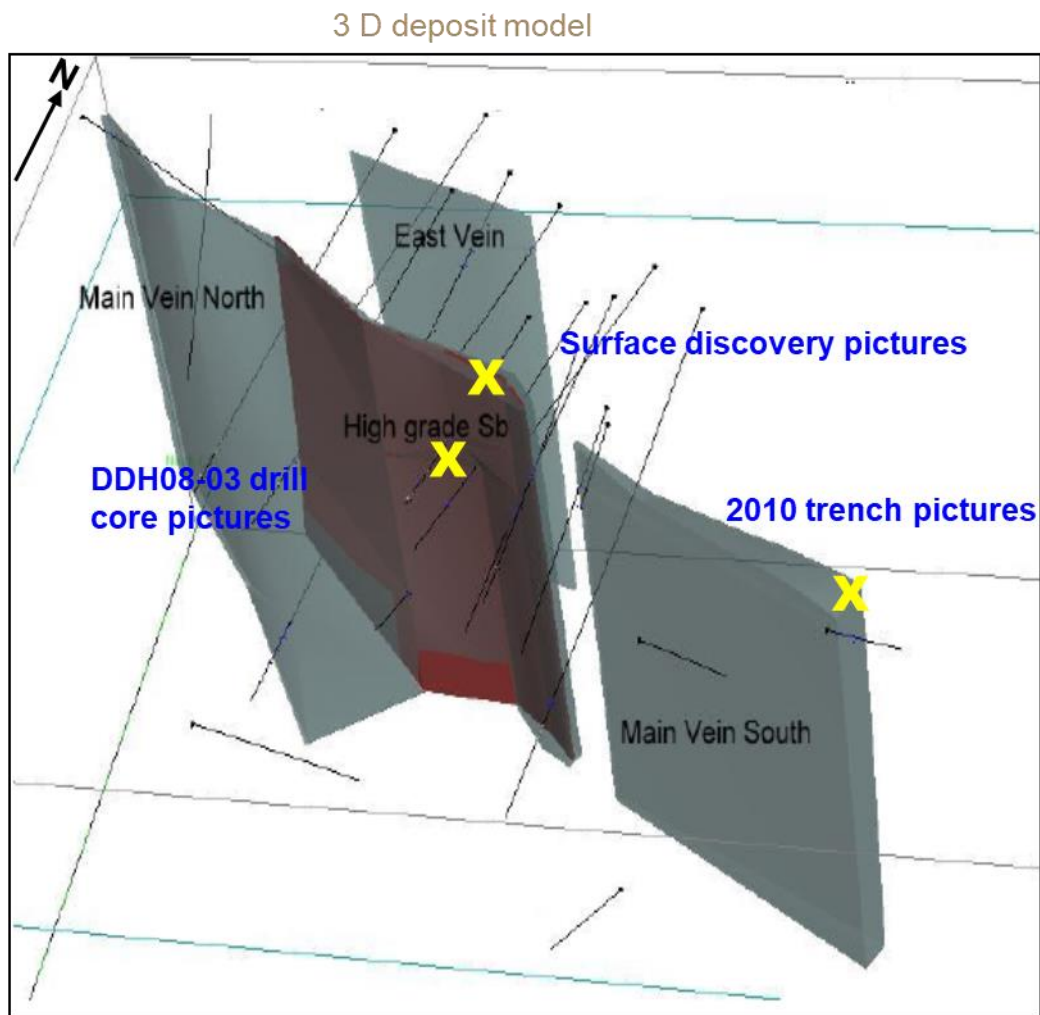 3 D deposit model
N
East Vein
Main Vein North
Surface discovery pictures
X
High grade Sb
X
DDH08-03 drill
core pictures
2010 trench pictures
X
Main Vein South